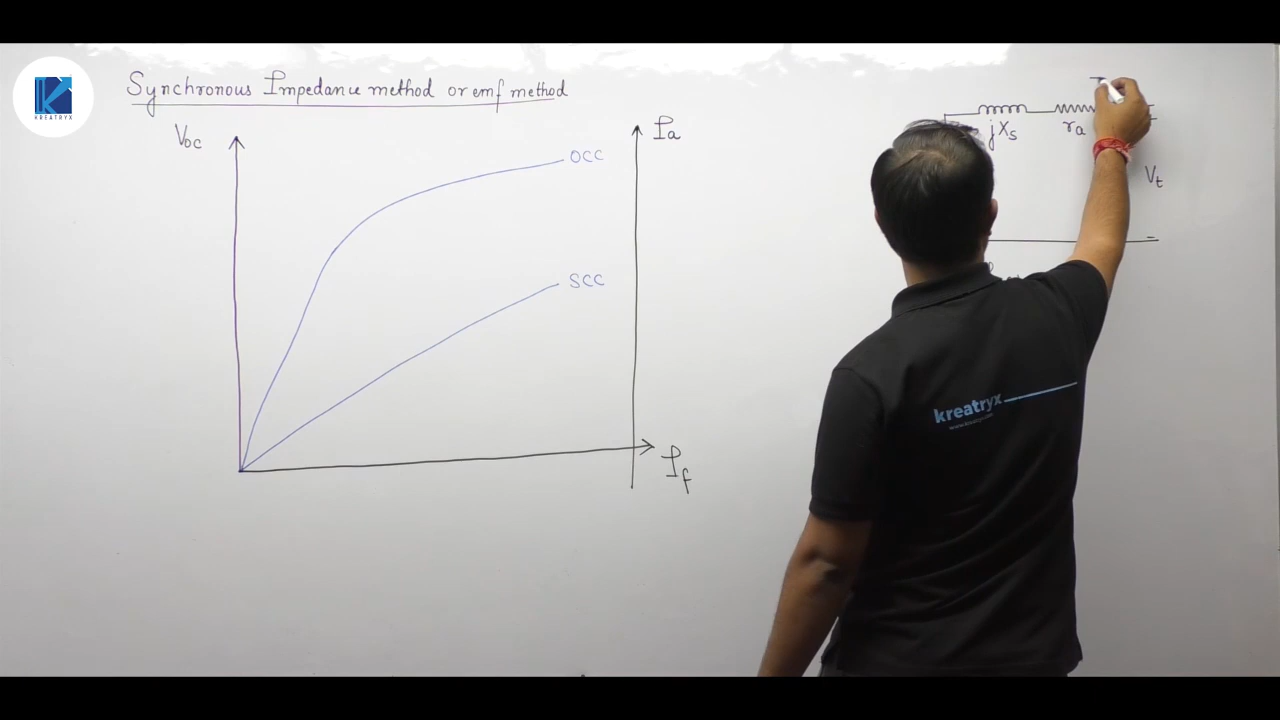 KREATRYX
Synchronous Impedance method or emf method
Voc
Ia
OCC
SCC
If
jXs
ra
Vt
kreatryx